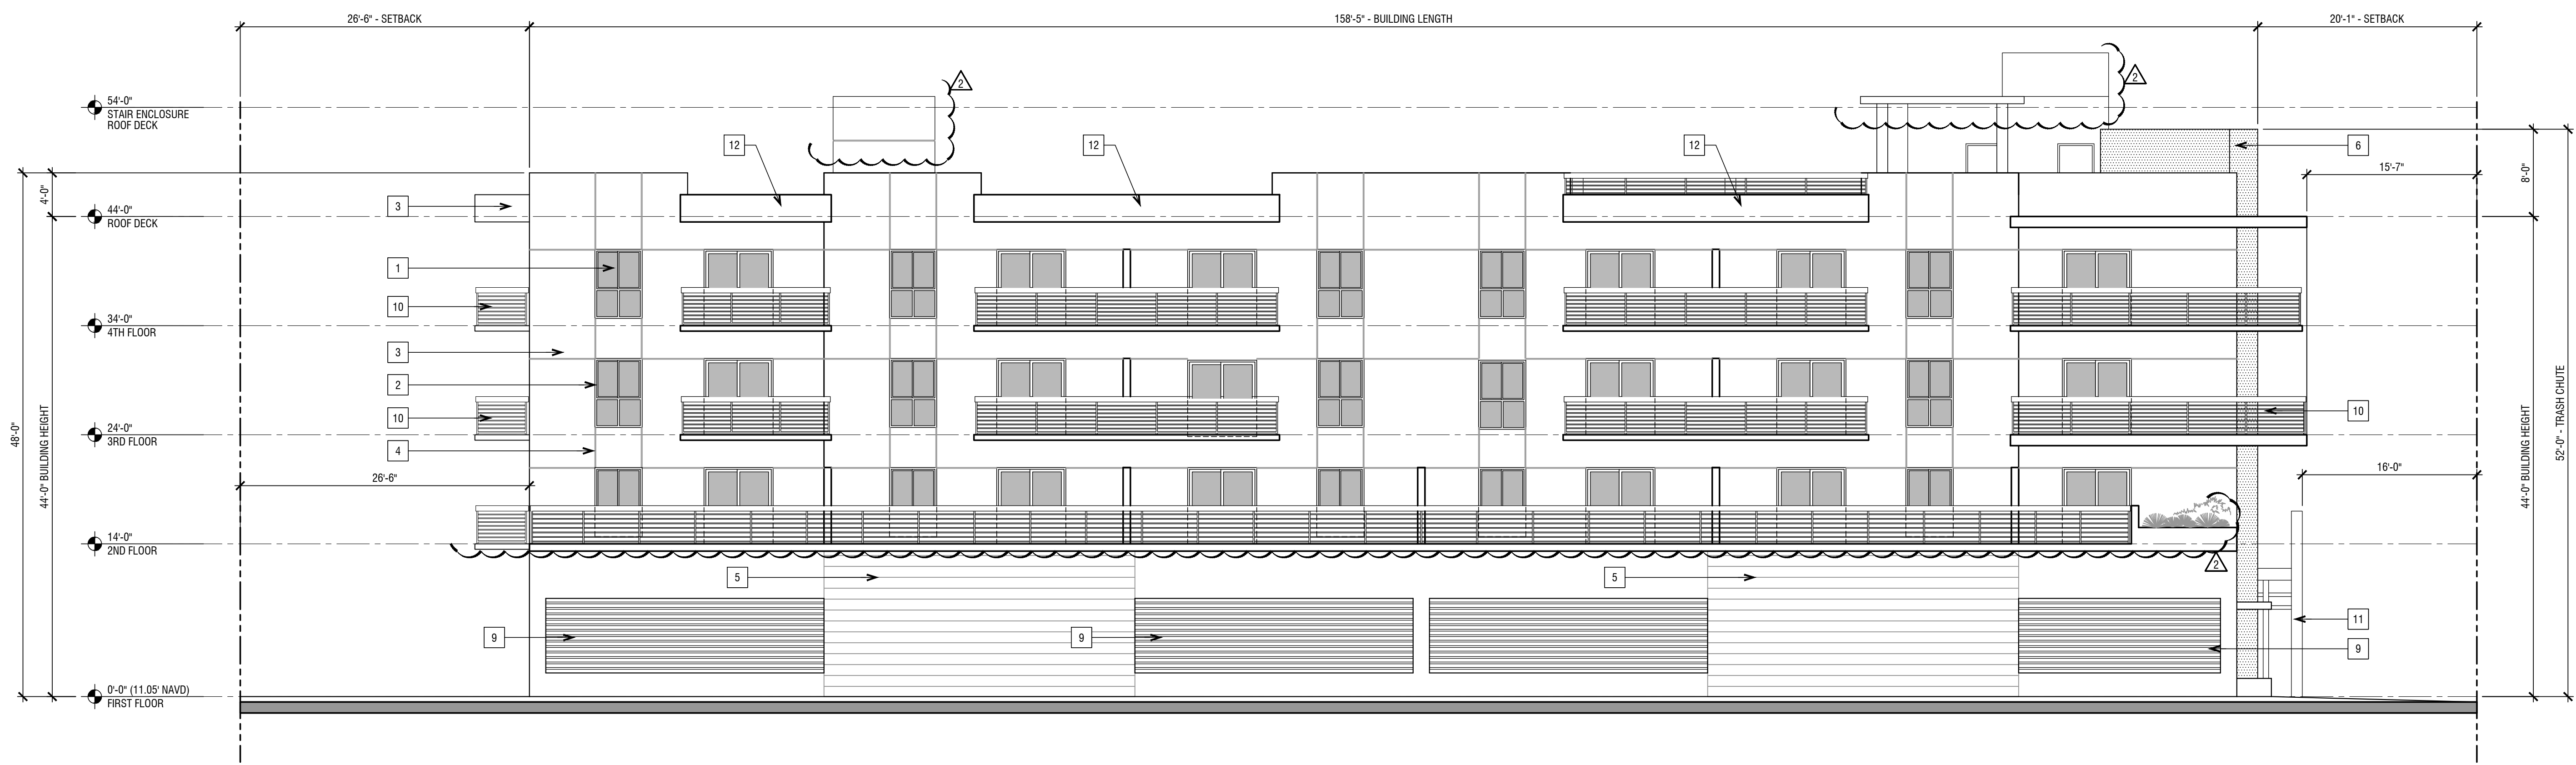 26'-6" - SETBACK
158'-5" - BUILDING LENGTH
20'-1" - SETBACK
2
2
54'-0"
STAIR ENCLOSURE
ROOF DECK
12
12
12
6
15'-7"
4'-0"
8'-0"
3
44'-0"
ROOF DECK
1
10
34'-0"
4TH FLOOR
3
2
10
10
24'-0"
3RD FLOOR
4
48'-0"
44'-0" BUILDING HEIGHT
44'-0" BUILDING HEIGHT
52'-0" - TRASH CHUTE
26'-6"
16'-0"
14'-0"
2ND FLOOR
2
5
5
11
9
9
9
0'-0" (11.05' NAVD)
FIRST FLOOR